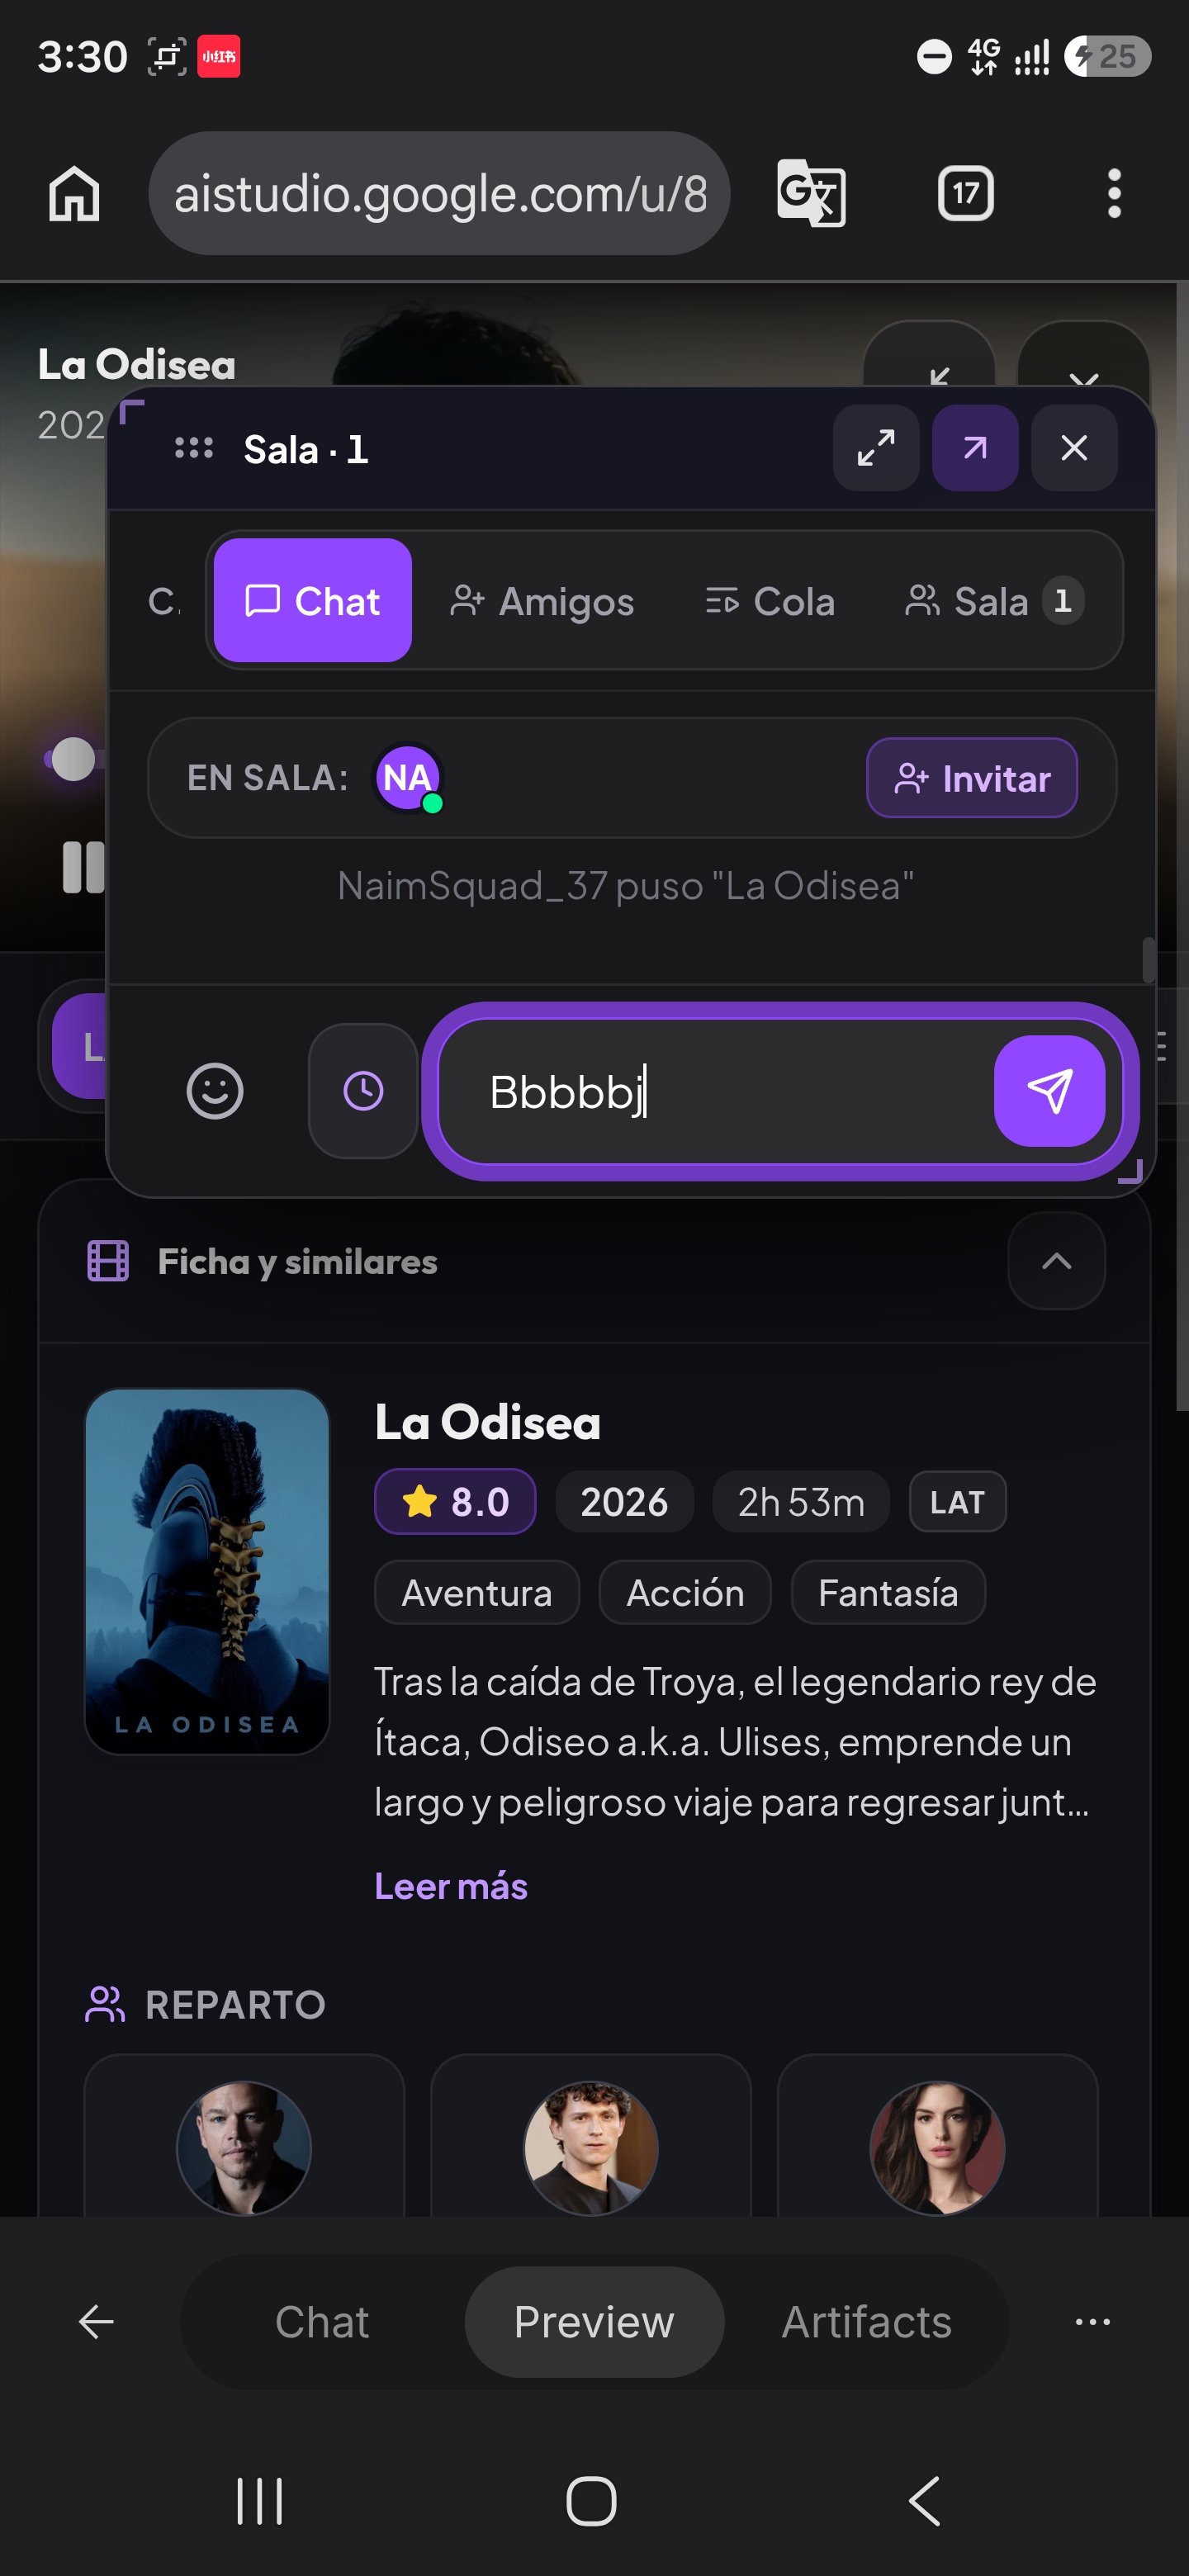 3:30
小红书
4G
25
aistudio.google.com/u/8
G文
17
La Odisea
202
Sala · 1
C.
Chat
Amigos
Cola
Sala 1
EN SALA:
NA
Invitar
NaimSquad_37 puso "La Odisea"
L
Bbbbbj
Ficha y similares
La Odisea
8.0
2026
2h 53m
LAT
Aventura
Acción
Fantasía
Tras la caída de Troya, el legendario rey de
Ítaca, Odiseo a.k.a. Ulises, emprende un
largo y peligroso viaje para regresar junt...
Leer más
LA ODISEA
REPARTO
Chat
Preview
Artifacts